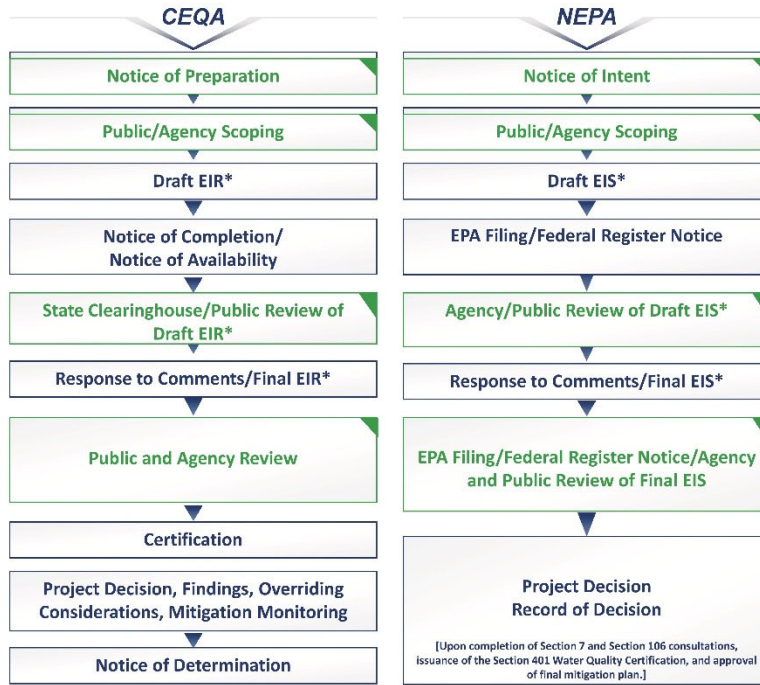 CEQA
Notice of Preparation
Public/Agency Scoping
Draft EIR*
Notice of Completion/
Notice of Availability
State Clearinghouse/Public Review of
Draft EIR*
Response to Comments/Final EIR*
Public and Agency Review
Certification
Project Decision, Findings, Overriding
Considerations, Mitigation Monitoring
Notice of Determination
NEPA
Notice of Intent
Public/Agency Scoping
Draft EIS*
EPA Filing/Federal Register Notice
Agency/Public Review of Draft EIS*
Response to Comments/Final EIS*
EPA Filing/Federal Register Notice/Agency
and Public Review of Final EIS
Project Decision
Record of Decision
[Upon completion of Section 7 and Section 106 consultations,
issuance of the Section 401 Water Quality Certification, and approval
of final mitigation plan.]